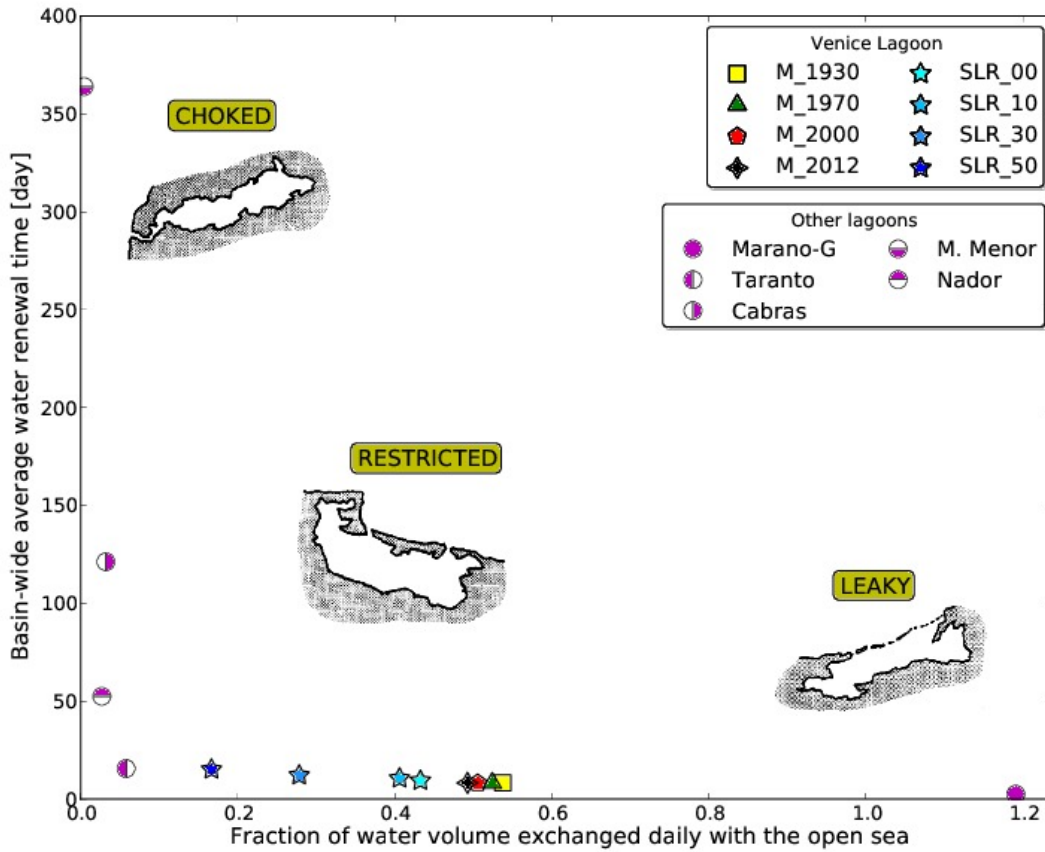 400
350
300
250
200
150
100
50
0
Basin-wide average water renewal time [day]
CHOKED
RESTRICTED
LEAKY
Venice Lagoon
M_1930 SLR_00
M_1970 SLR_10
M_2000 SLR_30
M_2012 SLR_50
Other lagoons
Marano-G M. Menor
Taranto Nador
Cabras
0.0 0.2 0.4 0.6 0.8 1.0 1.2
Fraction of water volume exchanged daily with the open sea